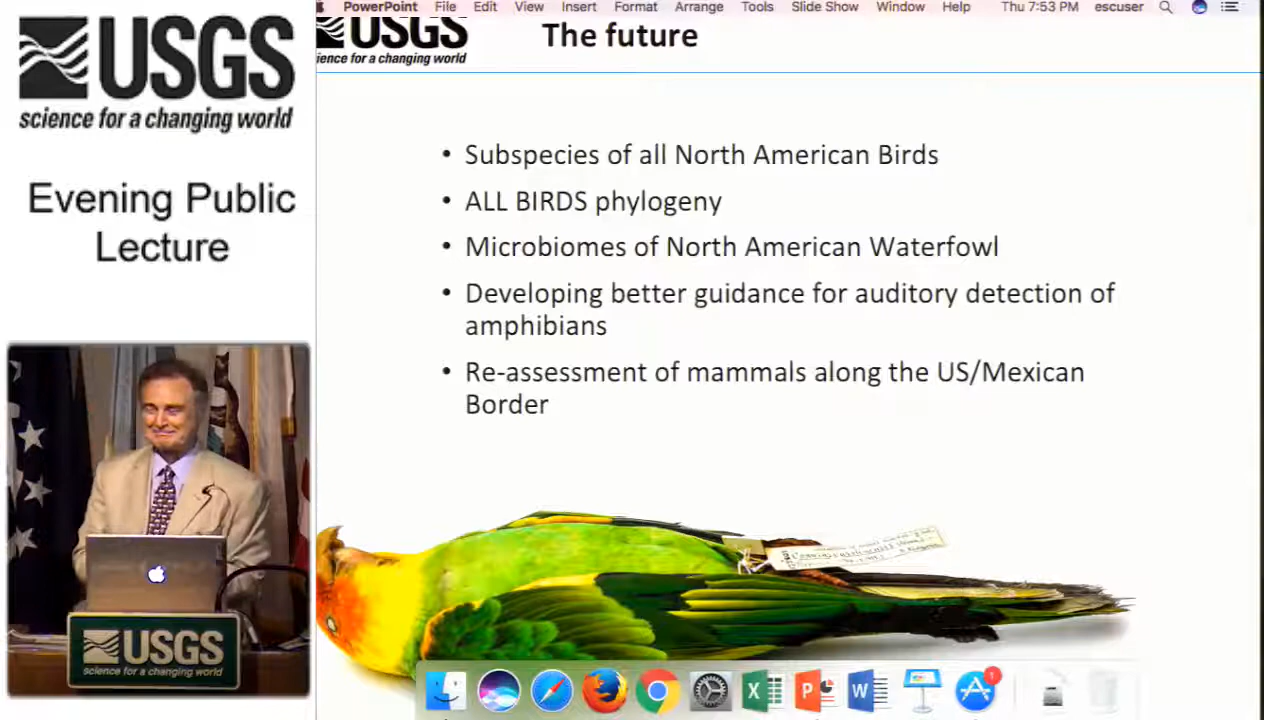 USGS
science for a changing world
Evening Public
Lecture
PowerPoint File Edit View Insert Format Arrange Tools Slide Show Window Help Thu 7:53 PM escuser
USGS
ience for a changing world
The future
• Subspecies of all North American Birds
• ALL BIRDS phylogeny
• Microbiomes of North American Waterfowl
• Developing better guidance for auditory detection of
amphibians
• Re-assessment of mammals along the US/Mexican
Border
USGS
science for a changing world
X
P
W
1